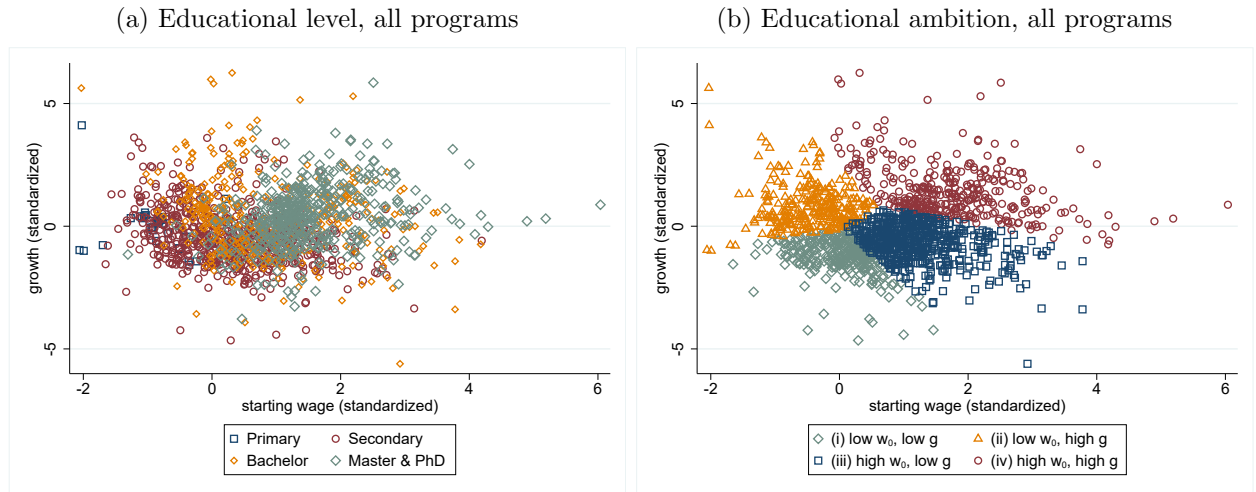 (a) Educational level, all programs
growth (standardized)
5
0
-5
-2 0 2 4 6
starting wage (standardized)
Primary Secondary
Bachelor Master & PhD
(b) Educational ambition, all programs
growth (standardized)
5
0
-5
-2 0 2 4 6
starting wage (standardized)
(i) low w₀, low g (ii) low w₀, high g
(iii) high w₀, low g (iv) high w₀, high g